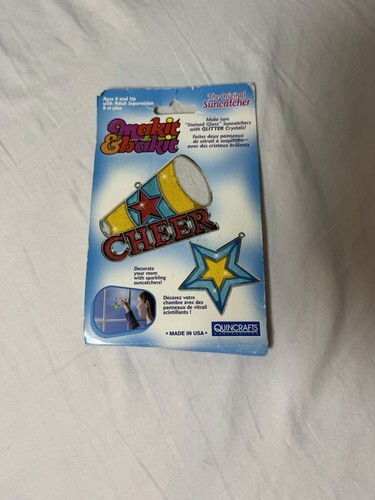 Ages 8 and Up
with Adult Supervision
8 et plus
The Original
Suncatcher
Makit
& bakit
Make two
"Stained Glass" Suncatchers
with GLITTER Crystals!
Faites deux panneaux
de vitrail à suspendre
avec des cristaux brillants
CHEER
Decorate
your room
with sparkling
suncatchers!
Décorez votre
chambre avec des
panneaux de vitrail
scintillants !
• MADE IN USA •
QUINCRAFTS